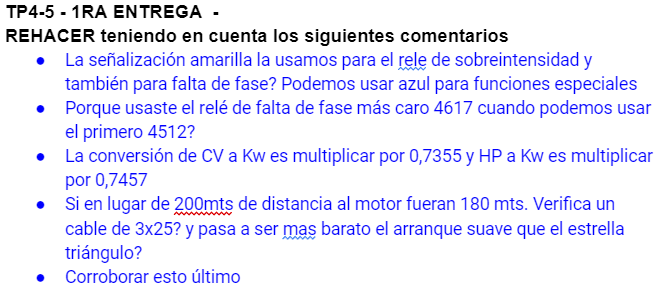 TP4-5 - 1RA ENTREGA -
REHACER teniendo en cuenta los siguientes comentarios
● La señalización amarilla la usamos para el rele de sobreintensidad y
también para falta de fase? Podemos usar azul para funciones especiales
● Porque usaste el relé de falta de fase más caro 4617 cuando podemos usar
el primero 4512?
● La conversión de CV a Kw es multiplicar por 0,7355 y HP a Kw es multiplicar
por 0,7457
● Si en lugar de 200mts de distancia al motor fueran 180 mts. Verifica un
cable de 3x25? y pasa a ser mas barato el arranque suave que el estrella
triángulo?
● Corroborar esto último